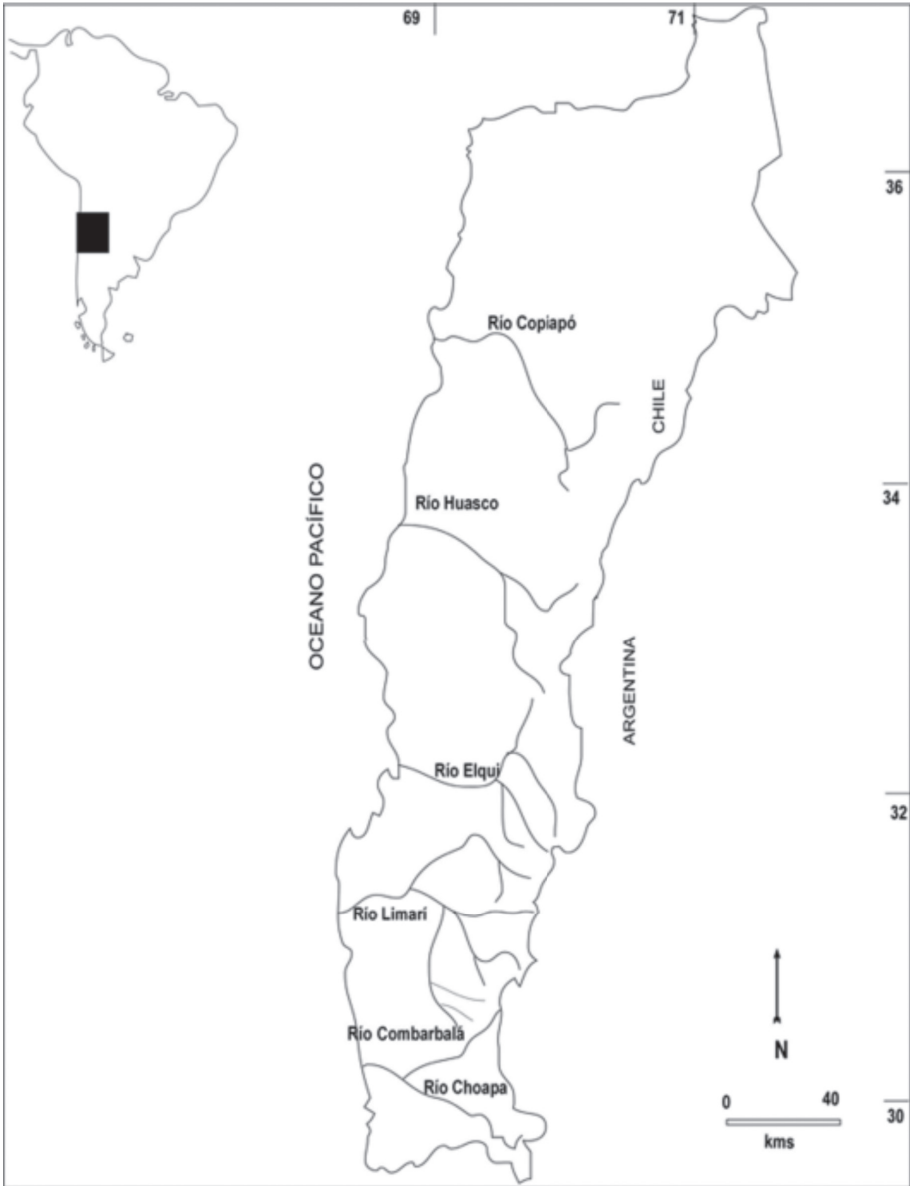 69
71
36
Río Copiapó
CHILE
34
Río Huasco
OCEANO PACÍFICO
ARGENTINA
Río Elqui
32
Río Limarí
Río Combarbalá
N
Río Choapa
0 40
kms
30